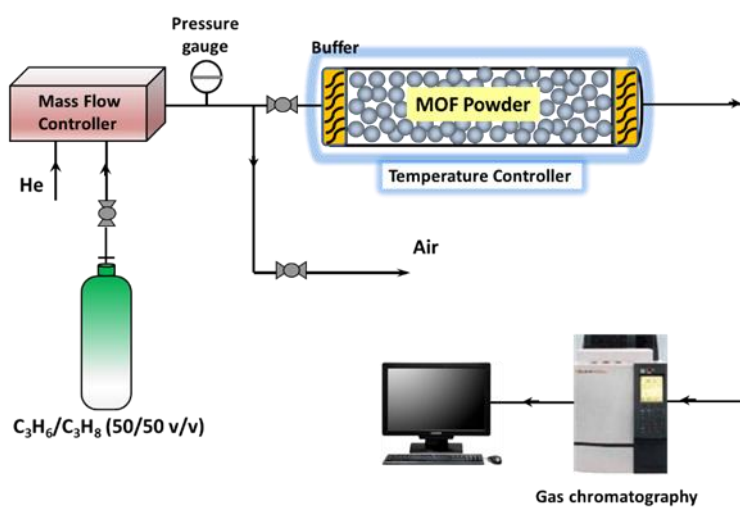 Pressure
gauge
Buffer
Mass Flow
Controller
MOF Powder
Temperature Controller
He
Air
C₃H₆/C₃H₈ (50/50 v/v)
Gas chromatography